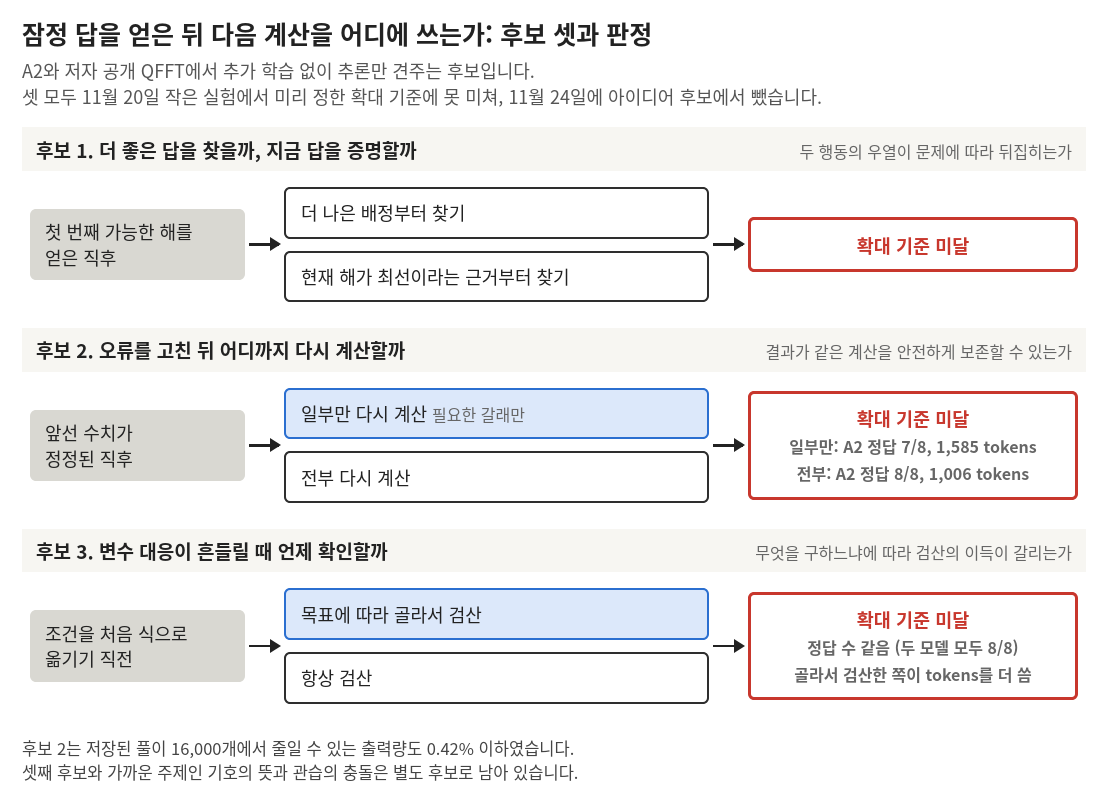 잠정 답을 얻은 뒤 다음 계산을 어디에 쓰는가: 후보 셋과 판정
A2와 저자 공개 QFFT에서 추가 학습 없이 추론만 견주는 후보입니다.
셋 모두 11월 20일 작은 실험에서 미리 정한 확대 기준에 못 미쳐, 11월 24일에 아이디어 후보에서 뺐습니다.
후보 1. 더 좋은 답을 찾을까, 지금 답을 증명할까
두 행동의 우열이 문제에 따라 뒤집히는가
첫 번째 가능한 해를
얻은 직후
더 나은 배정부터 찾기
현재 해가 최선이라는 근거부터 찾기
확대 기준 미달
후보 2. 오류를 고친 뒤 어디까지 다시 계산할까
결과가 같은 계산을 안전하게 보존할 수 있는가
앞선 수치가
정정된 직후
일부만 다시 계산 필요한 갈래만
전부 다시 계산
확대 기준 미달
일부만: A2 정답 7/8, 1,585 tokens
전부: A2 정답 8/8, 1,006 tokens
후보 3. 변수 대응이 흔들릴 때 언제 확인할까
무엇을 구하느냐에 따라 검산의 이득이 갈리는가
조건을 처음 식으로
옮기기 직전
목표에 따라 골라서 검산
항상 검산
확대 기준 미달
정답 수 같음 (두 모델 모두 8/8)
골라서 검산한 쪽이 tokens를 더 씀
후보 2는 저장된 풀이 16,000개에서 줄일 수 있는 출력량도 0.42% 이하였습니다.
셋째 후보와 가까운 주제인 기호의 뜻과 관습의 충돌은 별도 후보로 남아 있습니다.